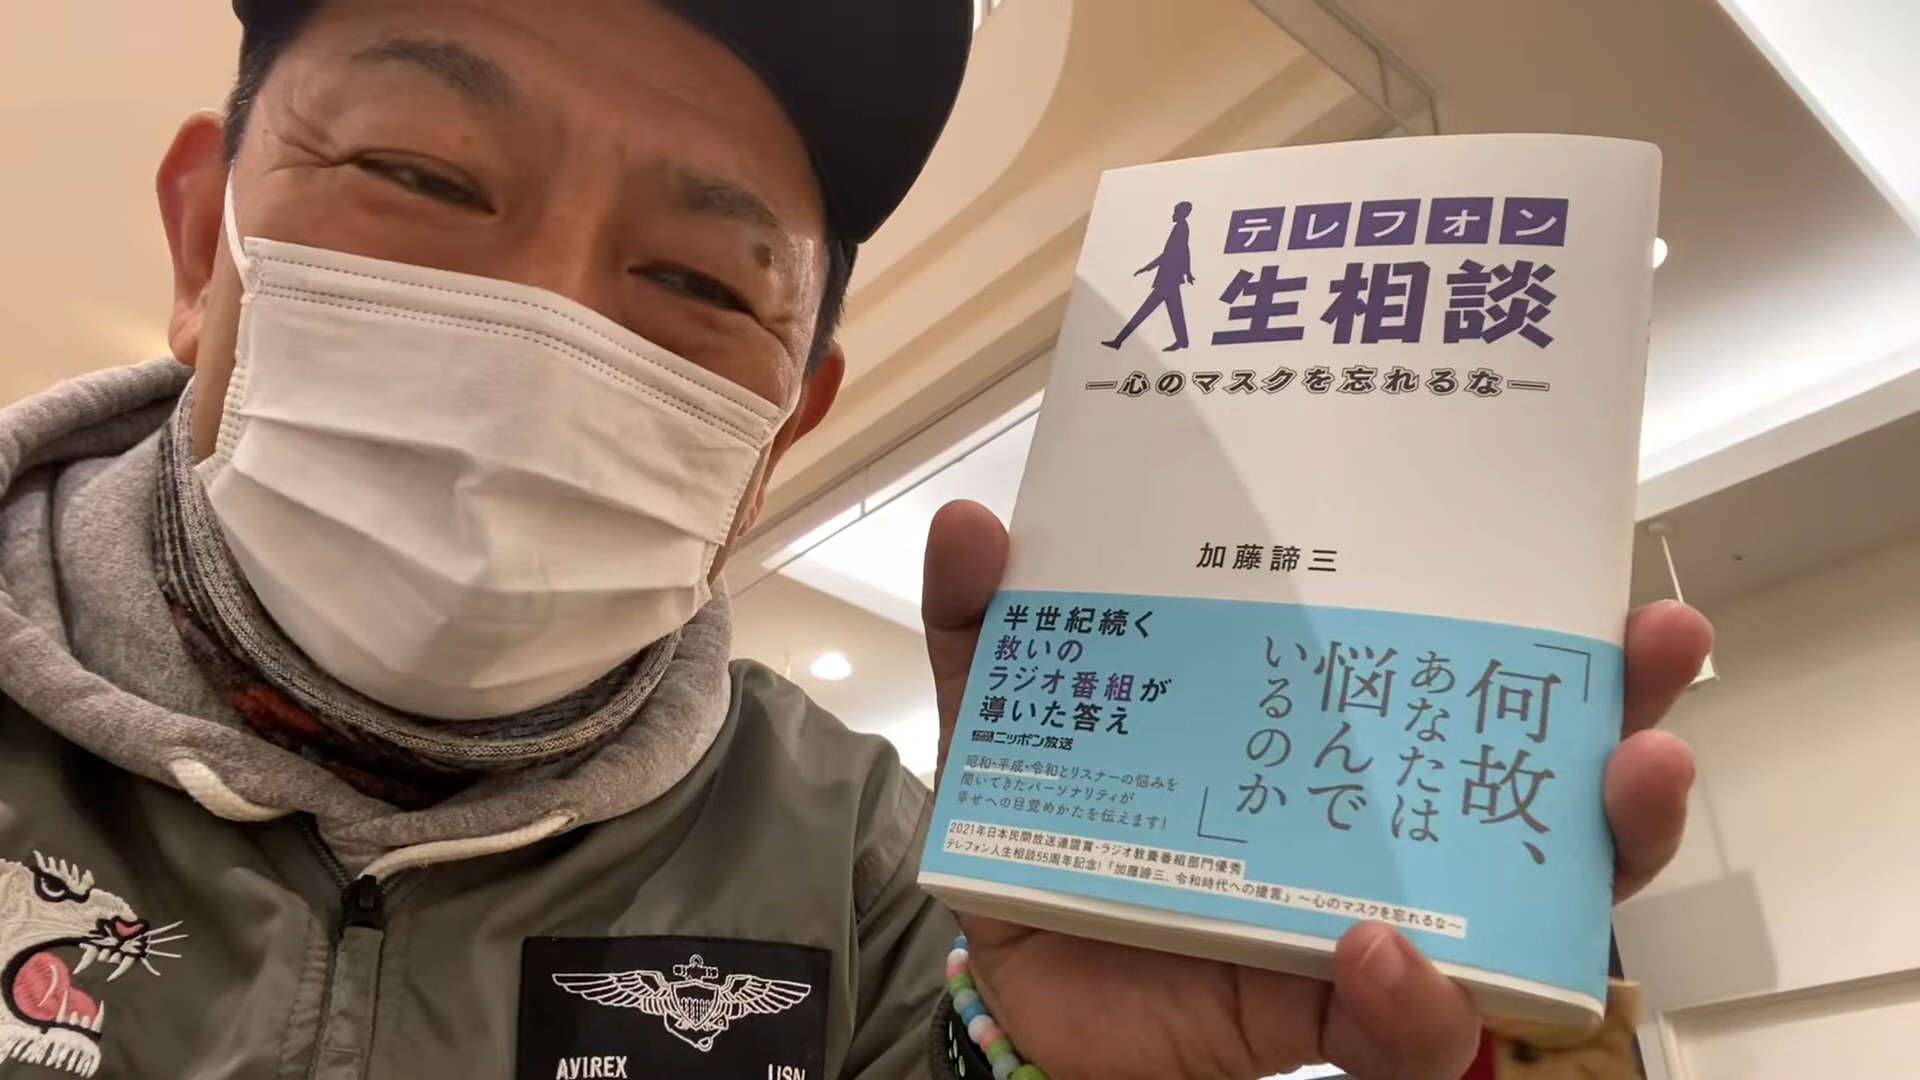 テレフォン
生相談
―心のマスクを忘れるな―
加藤諦三
「何故、
あなたは
悩んで
いるのか」
半世紀続く
救いの
ラジオ番組が
導いた答え
ニッポン放送
昭和・平成・令和とリスナーの悩みを
聞いてきたパーソナリティが
幸せへの目覚めかたを伝えます!
2021年日本民間放送連盟賞・ラジオ教養番組部門優秀
テレフォン人生相談55周年記念!「加藤諦三、令和時代への提言」〜心のマスクを忘れるな〜
AVIREX
USN